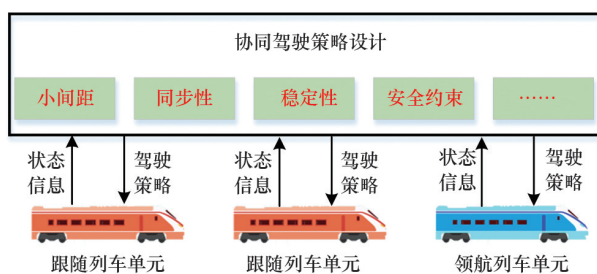 协同驾驶策略设计
小间距 同步性 稳定性 安全约束 ……
状态 驾驶 状态 驾驶 状态 驾驶
信息 策略 信息 策略 信息 策略
跟随列车单元 跟随列车单元 领航列车单元